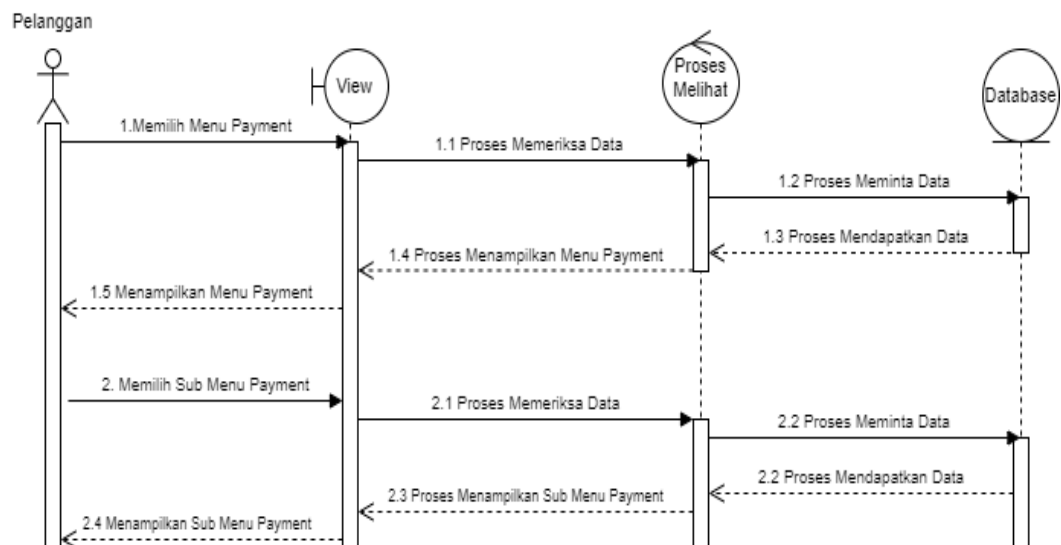 Pelanggan
View
Proses
Melihat
Database
1.Memilih Menu Payment
1.1 Proses Memeriksa Data
1.2 Proses Meminta Data
1.3 Proses Mendapatkan Data
1.4 Proses Menampilkan Menu Payment
1.5 Menampilkan Menu Payment
2. Memilih Sub Menu Payment
2.1 Proses Memeriksa Data
2.2 Proses Meminta Data
2.2 Proses Mendapatkan Data
2.3 Proses Menampilkan Sub Menu Payment
2.4 Menampilkan Sub Menu Payment